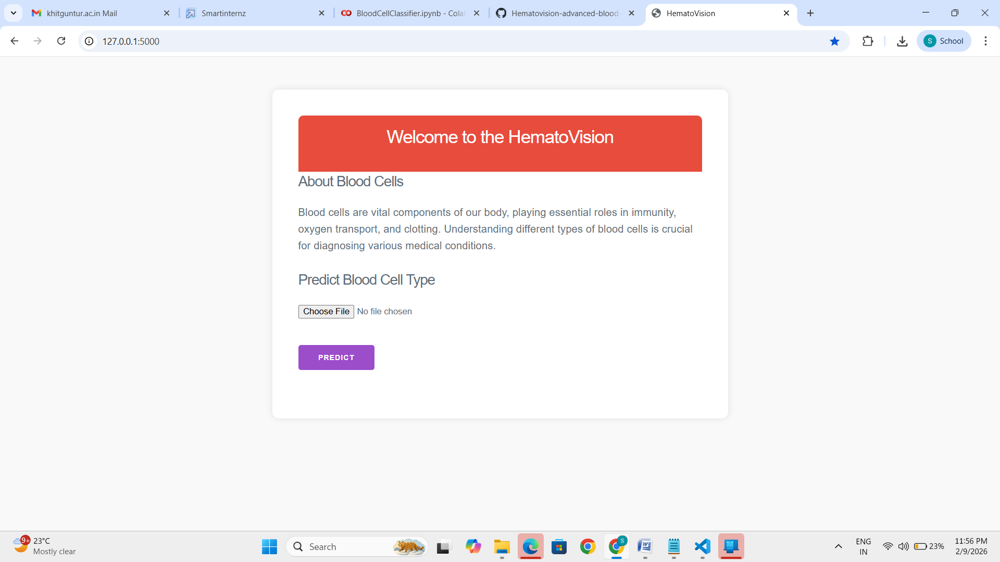 khitguntur.ac.in Mail
Smartinternz
BloodCellClassifier.ipynb - Cola
Hematovision-advanced-blood-
HematoVision
127.0.0.1:5000
S School
Welcome to the HematoVision
About Blood Cells
Blood cells are vital components of our body, playing essential roles in immunity,
oxygen transport, and clotting. Understanding different types of blood cells is crucial
for diagnosing various medical conditions.
Predict Blood Cell Type
Choose File No file chosen
PREDICT
9+ 23°C
Mostly clear
Search
S
ENG
IN
23%
11:56 PM
2/9/2026